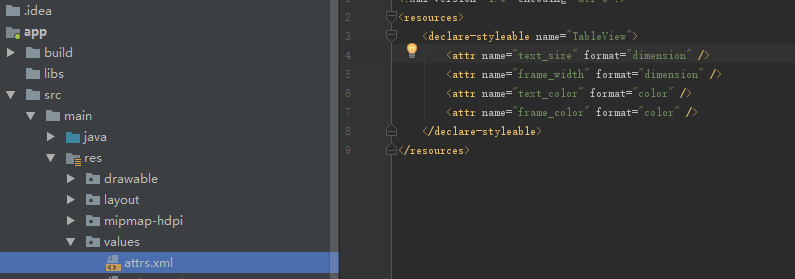 .idea
app
build
libs
src
main
java
res
drawable
layout
mipmap-hdpi
values
attrs.xml
2 <resources>
3 <declare-styleable name="TableView">
4 <attr name="text_size" format="dimension" />
5 <attr name="frame_width" format="dimension" />
6 <attr name="text_color" format="color" />
7 <attr name="frame_color" format="color" />
8 </declare-styleable>
9 </resources>